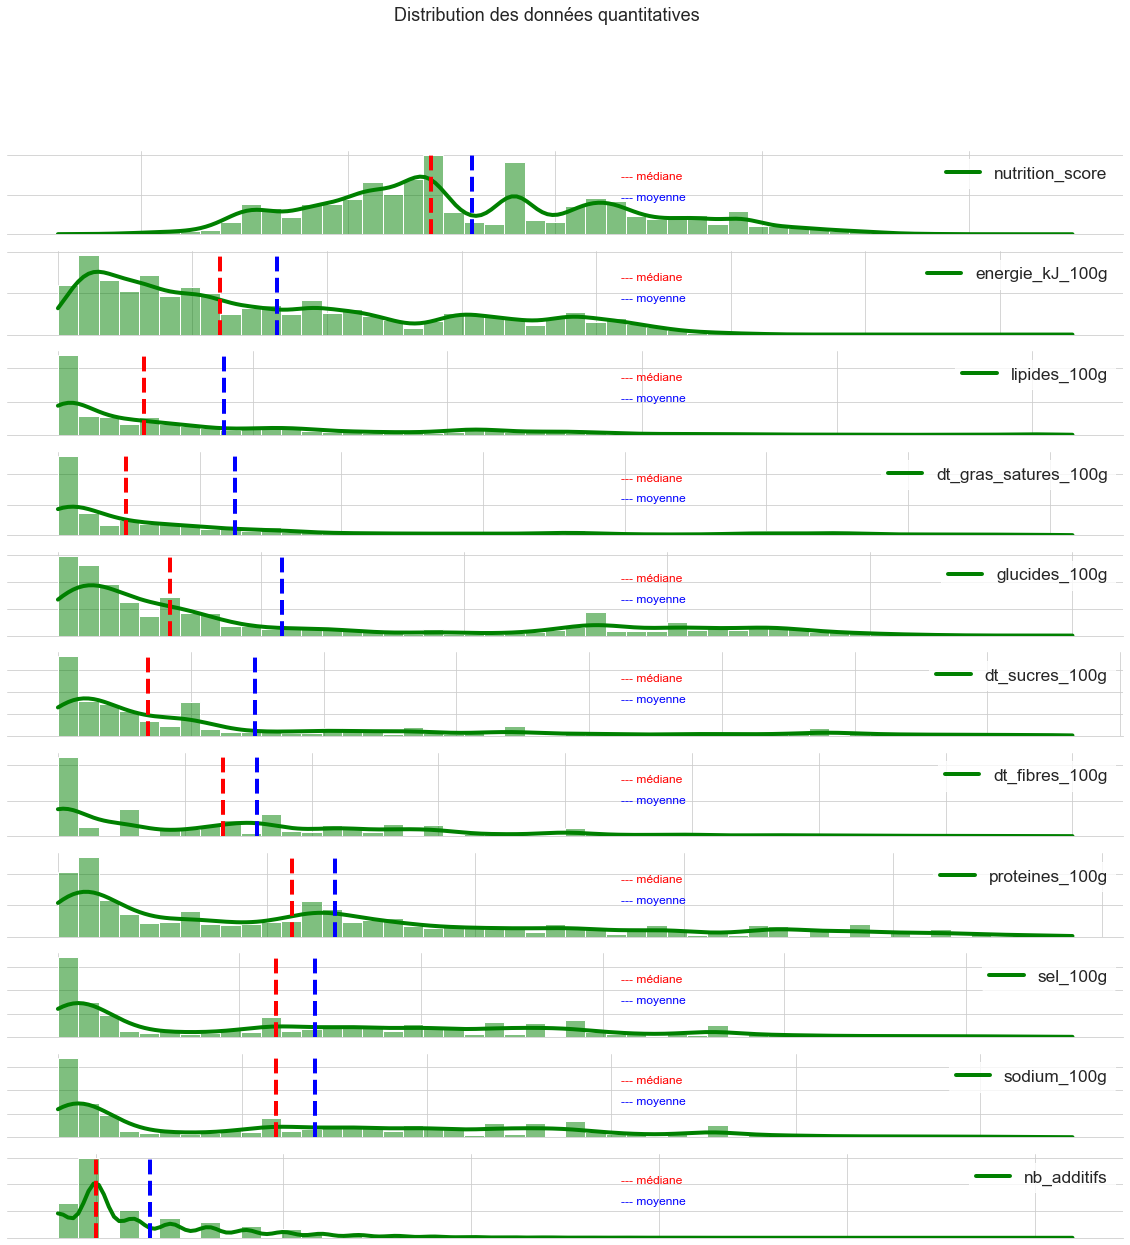 Distribution des données quantitatives
nutrition_score
--- médiane
--- moyenne
energie_kJ_100g
--- médiane
--- moyenne
lipides_100g
--- médiane
--- moyenne
dt_gras_satures_100g
--- médiane
--- moyenne
glucides_100g
--- médiane
--- moyenne
dt_sucres_100g
--- médiane
--- moyenne
dt_fibres_100g
--- médiane
--- moyenne
proteines_100g
--- médiane
--- moyenne
sel_100g
--- médiane
--- moyenne
sodium_100g
--- médiane
--- moyenne
nb_additifs
--- médiane
--- moyenne